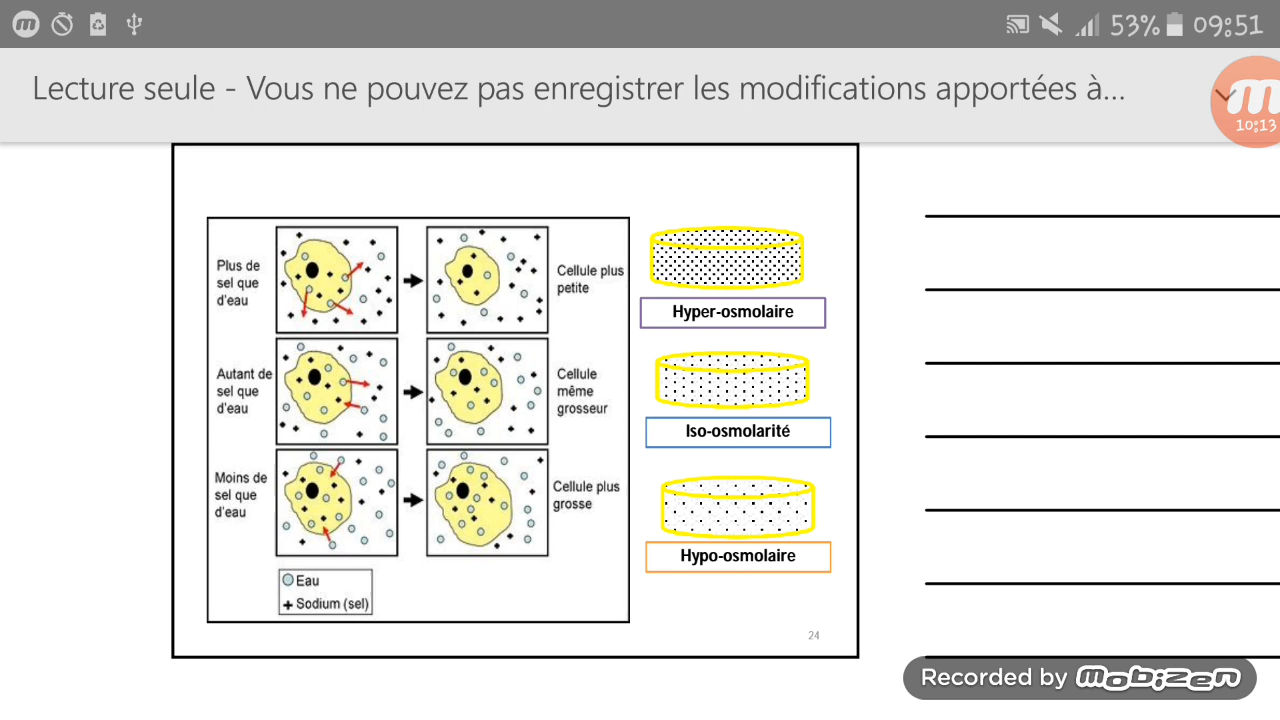 53% 09:51
Lecture seule - Vous ne pouvez pas enregistrer les modifications apportées à...
10:13
Plus de
sel que
d'eau
Cellule plus
petite
Hyper-osmolaire
Autant de
sel que
d'eau
Cellule
même
grosseur
Iso-osmolarité
Moins de
sel que
d'eau
Cellule plus
grosse
Hypo-osmolaire
Eau
Sodium (sel)
24
Recorded by mobizen